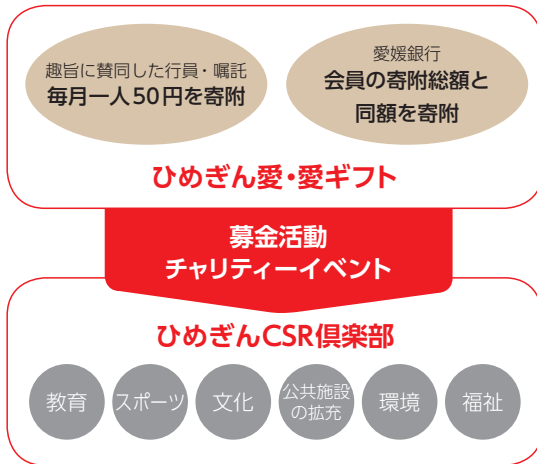 趣旨に賛同した行員・嘱託
毎月一人50円を寄附
愛媛銀行
会員の寄附総額と
同額を寄附
ひめぎん愛・愛ギフト
募金活動
チャリティーイベント
ひめぎんCSR倶楽部
教育
スポーツ
文化
公共施設
の拡充
環境
福祉